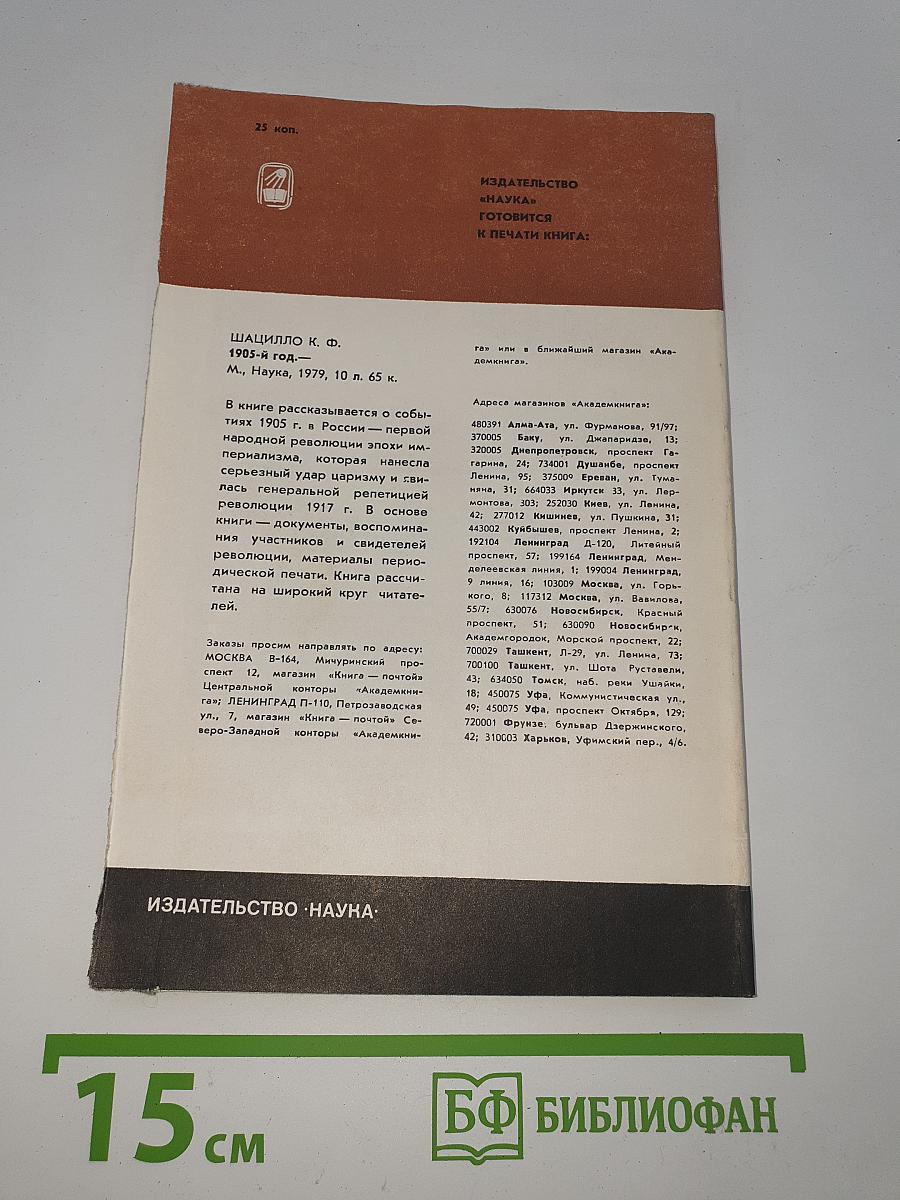 25 коп.
ИЗДАТЕЛЬСТВО
«НАУКА»
ГОТОВИТСЯ
К ПЕЧАТИ КНИГА:
ШАЦИЛЛО К. Ф.
1905-й год.—
М., Наука, 1979, 10 л. 65 к.
В книге рассказывается о собы-
тиях 1905 г. в России — первой
народной революции эпохи им-
периализма, которая нанесла
серьезный удар царизму и яви-
лась генеральной репетицией
революции 1917 г. В основе
книги — документы, воспомина-
ния участников и свидетелей
революции, материалы перио-
дической печати. Книга рассчи-
тана на широкий круг читате-
лей.
Заказы просим направлять по адресу:
МОСКВА В-164, Мичуринский про-
спект 12, магазин «Книга — почтой»
Центральной конторы «Академкни-
га»; ЛЕНИНГРАД П-110, Петрозаводская
ул., 7, магазин «Книга — почтой» Се-
веро-Западной конторы «Академкни-
га» или в ближайший магазин «Ака-
демкнига».
Адреса магазинов «Академкнига»:
480391 Алма-Ата, ул. Фурманова, 91/97;
370005 Баку, ул. Джапаридзе, 13;
320005 Днепропетровск, проспект Га-
гарина, 24; 734001 Душанбе, проспект
Ленина, 95; 375009 Ереван, ул. Тума-
няна, 31; 664033 Иркутск 33, ул. Лер-
монтова, 303; 252030 Киев, ул. Ленина,
42; 277012 Кишинев, ул. Пушкина, 31;
443002 Куйбышев, проспект Ленина, 2;
192104 Ленинград Д-120, Литейный
проспект, 57; 199164 Ленинград, Мен-
делеевская линия, 1; 199004 Ленинград,
9 линия, 16; 103009 Москва, ул. Горь-
кого, 8; 117312 Москва, ул. Вавилова,
55/7; 630076 Новосибирск, Красный
проспект, 51; 630090 Новосибирск,
Академгородок, Морской проспект, 22;
700029 Ташкент, Л-29, ул. Ленина, 73;
700100 Ташкент, ул. Шота Руставели,
43; 634050 Томск, наб. реки Ушайки,
18; 450075 Уфа, Коммунистическая ул.,
49; 450075 Уфа, проспект Октября, 129;
720001 Фрунзе, бульвар Дзержинского,
42; 310003 Харьков, Уфимский пер., 4/6.
ИЗДАТЕЛЬСТВО ·НАУКА·
15 см
БФ БИБЛИОФАН